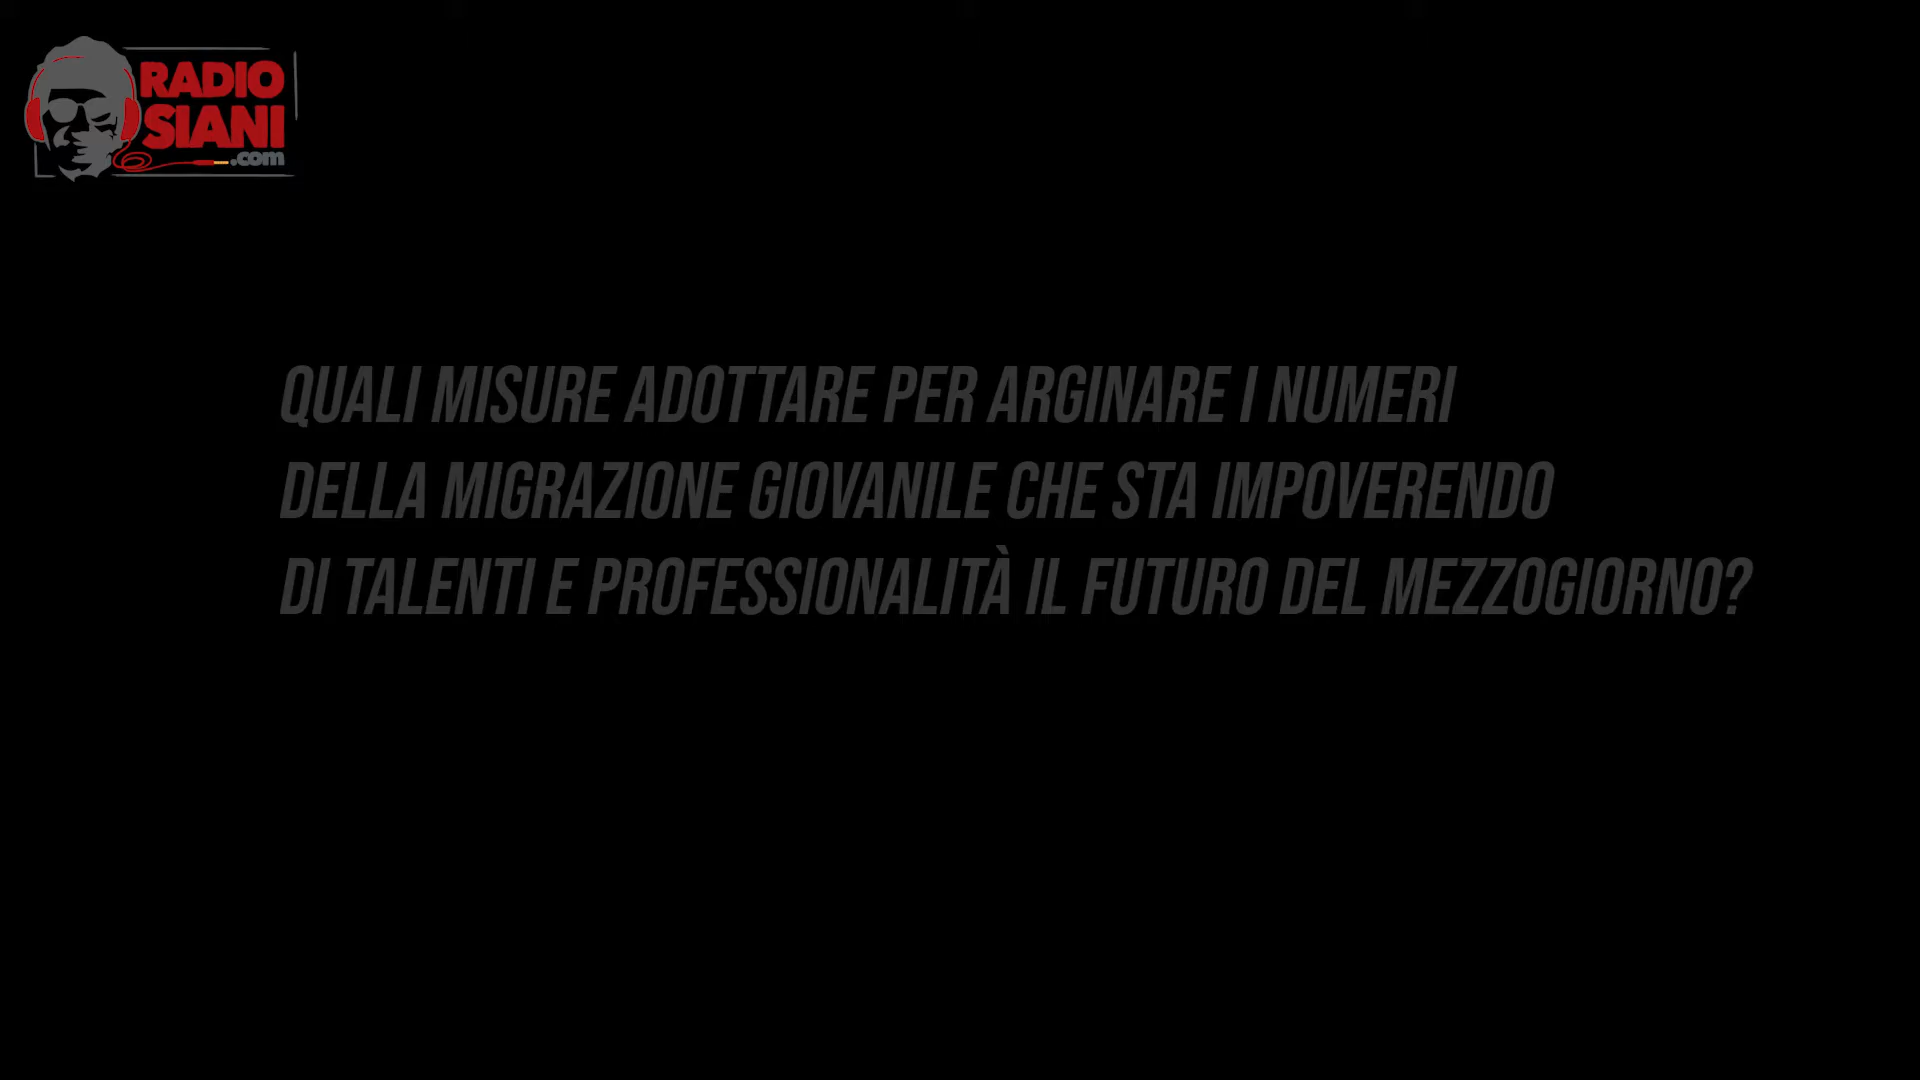 RADIO
SIANI
.com
QUALI MISURE ADOTTARE PER ARGINARE I NUMERI
DELLA MIGRAZIONE GIOVANILE CHE STA IMPOVERENDO
DI TALENTI E PROFESSIONALITÀ IL FUTURO DEL MEZZOGIORNO?